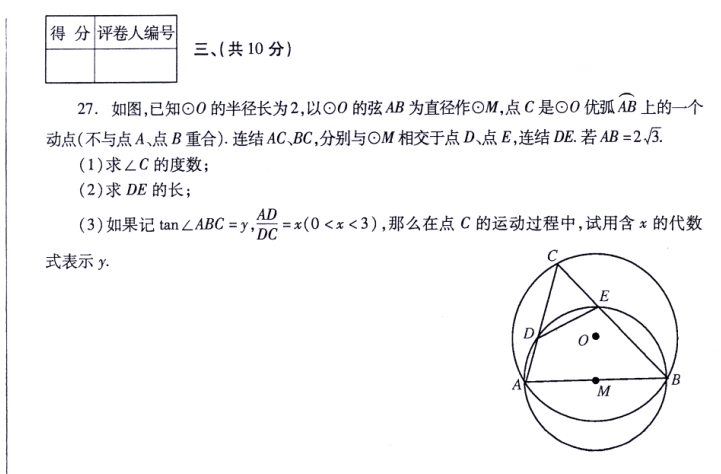 得 分 评卷人编号
三、(共 10 分)
27. 如图,已知⊙O 的半径长为2,以⊙O 的弦 AB 为直径作⊙M,点 C 是⊙O 优弧 \overset{\frown}{AB} 上的一个
动点(不与点 A、点 B 重合). 连结 AC、BC,分别与⊙M 相交于点 D、点 E,连结 DE. 若 AB =2√3.
(1)求∠C 的度数;
(2)求 DE 的长;
(3)如果记 tan∠ABC = y, AD/DC = x(0 < x < 3),那么在点 C 的运动过程中,试用含 x 的代数
式表示 y.
C
E
D
O
A
M
B